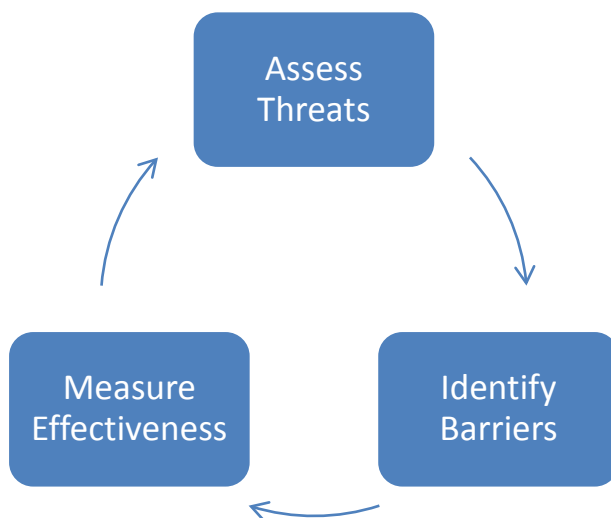 Assess
Threats
Identify
Barriers
Measure
Effectiveness